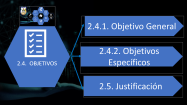 2.4. OBJETIVOS
2.4.1. Objetivo General
2.4.2. Objetivos
Específicos
2.5. Justificación